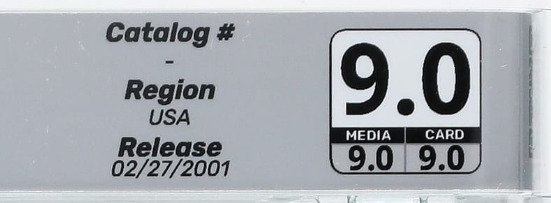 Catalog #
-
Region
USA
Release
02/27/2001
9.0
MEDIA CARD
9.0 9.0